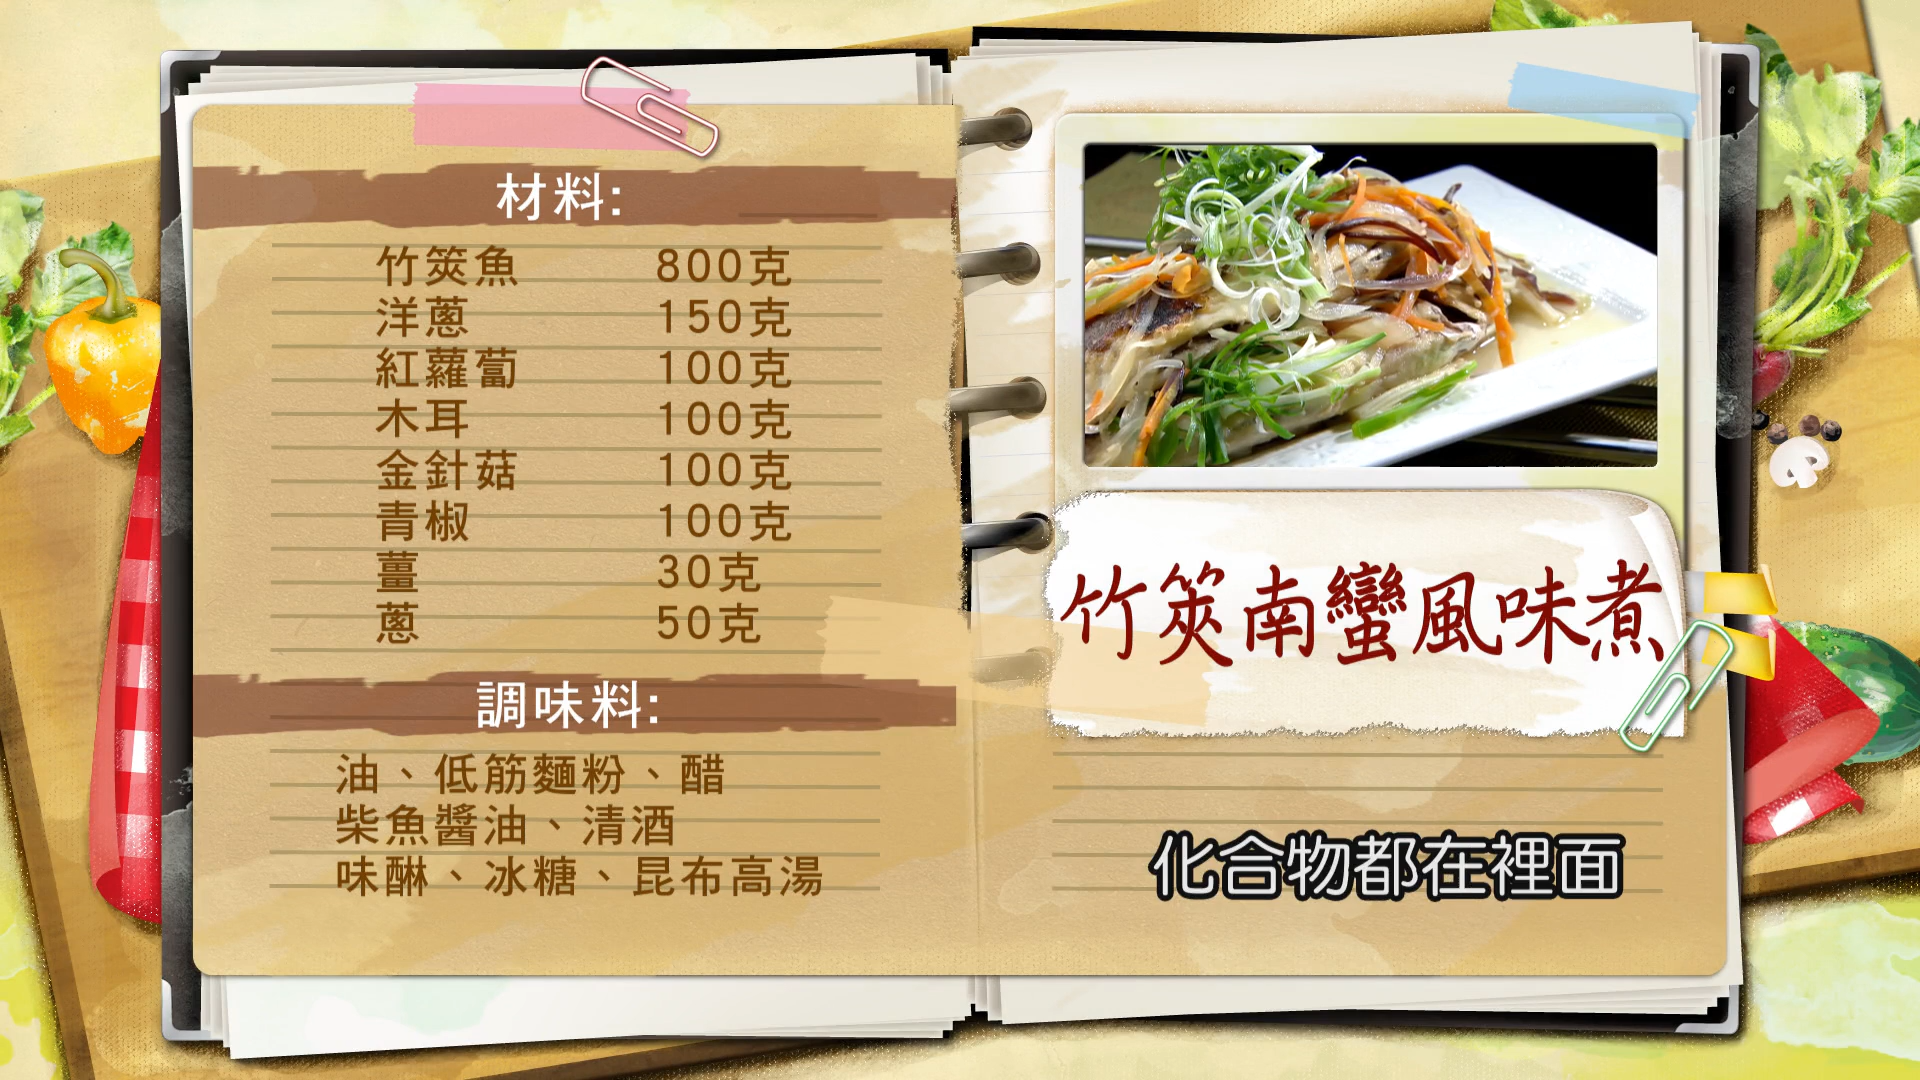 材料:
竹筴魚 800克
洋蔥 150克
紅蘿蔔 100克
木耳 100克
金針菇 100克
青椒 100克
薑 30克
蔥 50克
調味料:
油、低筋麵粉、醋
柴魚醬油、清酒
味醂、冰糖、昆布高湯
竹筴南蠻風味煮
化合物都在裡面